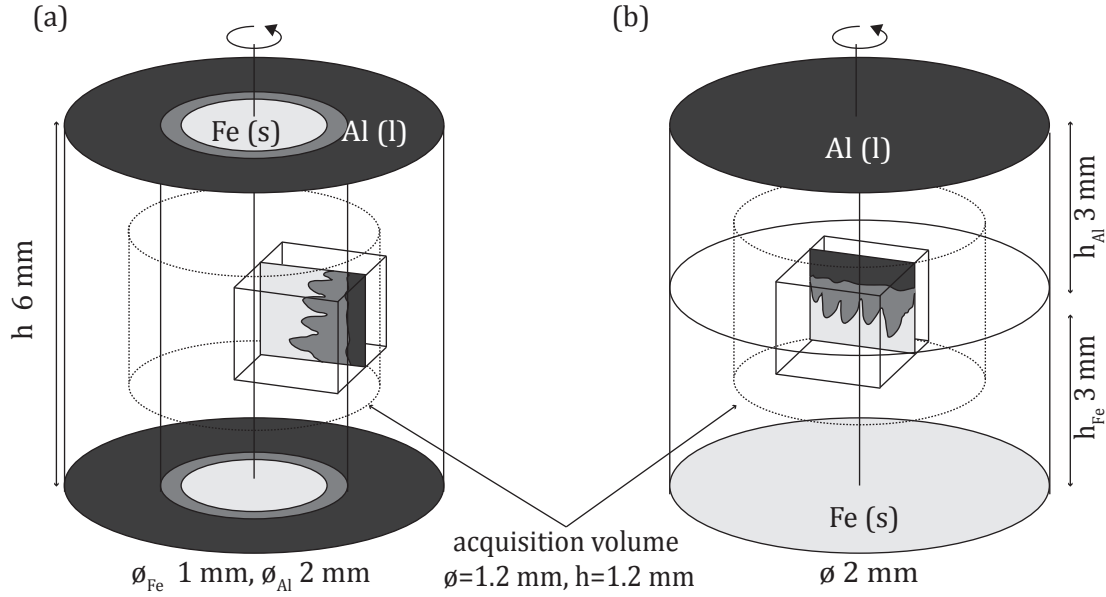 (a)
(b)
Fe (s)
Al (l)
Al (l)
h 6 mm
h_Al 3 mm
h_Fe 3 mm
Fe (s)
acquisition volume
ø=1.2 mm, h=1.2 mm
ø_Fe 1 mm, ø_Al 2 mm
ø 2 mm